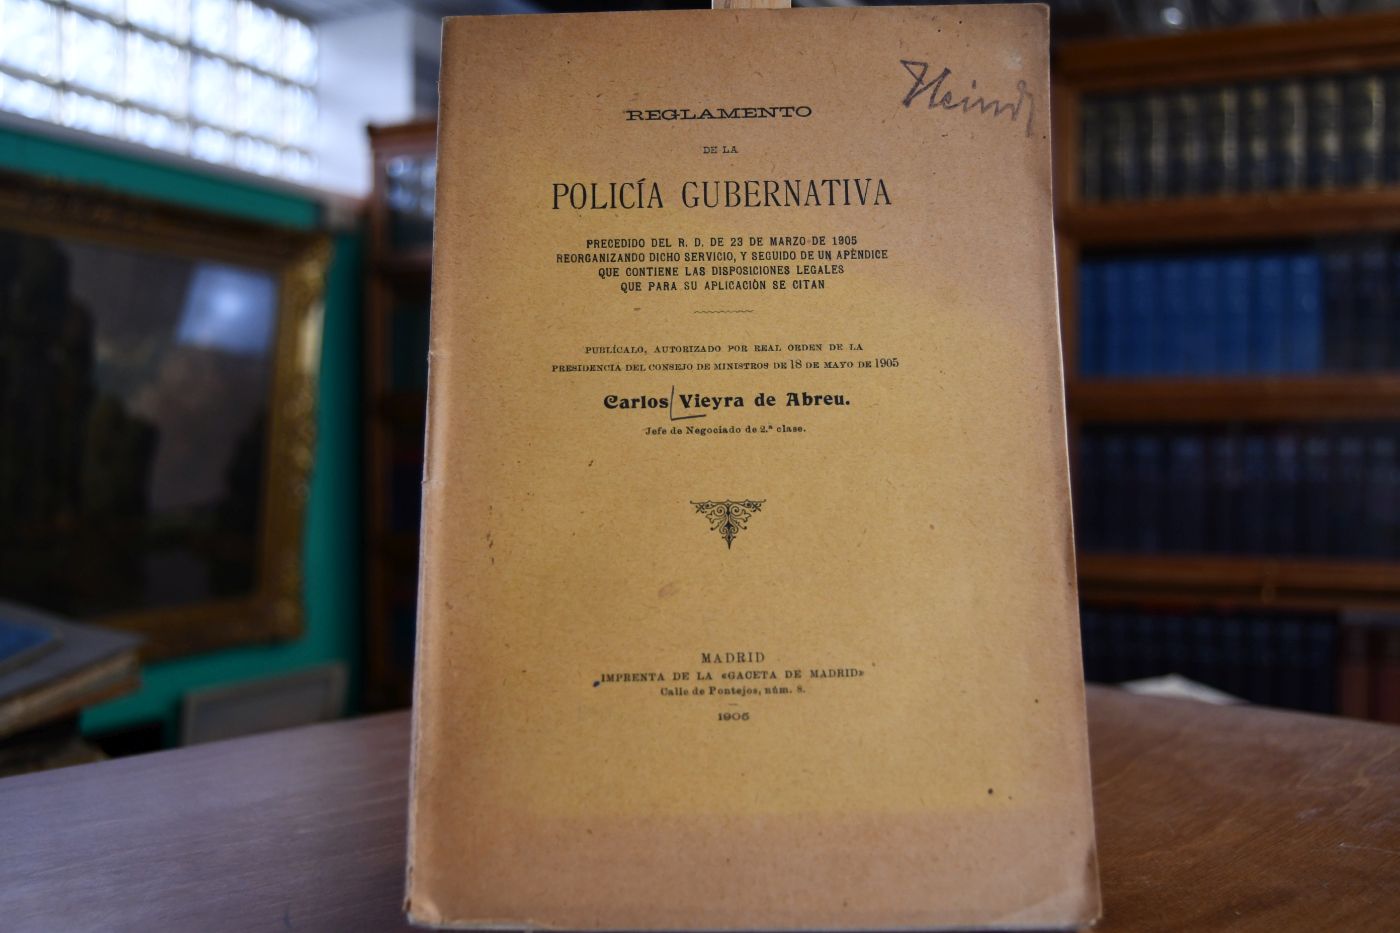 REGLAMENTO
DE LA
POLICÍA GUBERNATIVA
PRECEDIDO DEL R. D. DE 23 DE MARZO DE 1905
REORGANIZANDO DICHO SERVICIO, Y SEGUIDO DE UN APÈNDICE
QUE CONTIENE LAS DISPOSICIONES LEGALES
QUE PARA SU APLICACIÓN SE CITAN
PUBLÍCALO, AUTORIZADO POR REAL ORDEN DE LA
PRESIDENCIA DEL CONSEJO DE MINISTROS DE 18 DE MAYO DE 1905
Carlos Vieyra de Abreu.
Jefe de Negociado de 2.ª clase.
MADRID
IMPRENTA DE LA «GACETA DE MADRID»
Calle de Pontejos, núm. 8.
1905